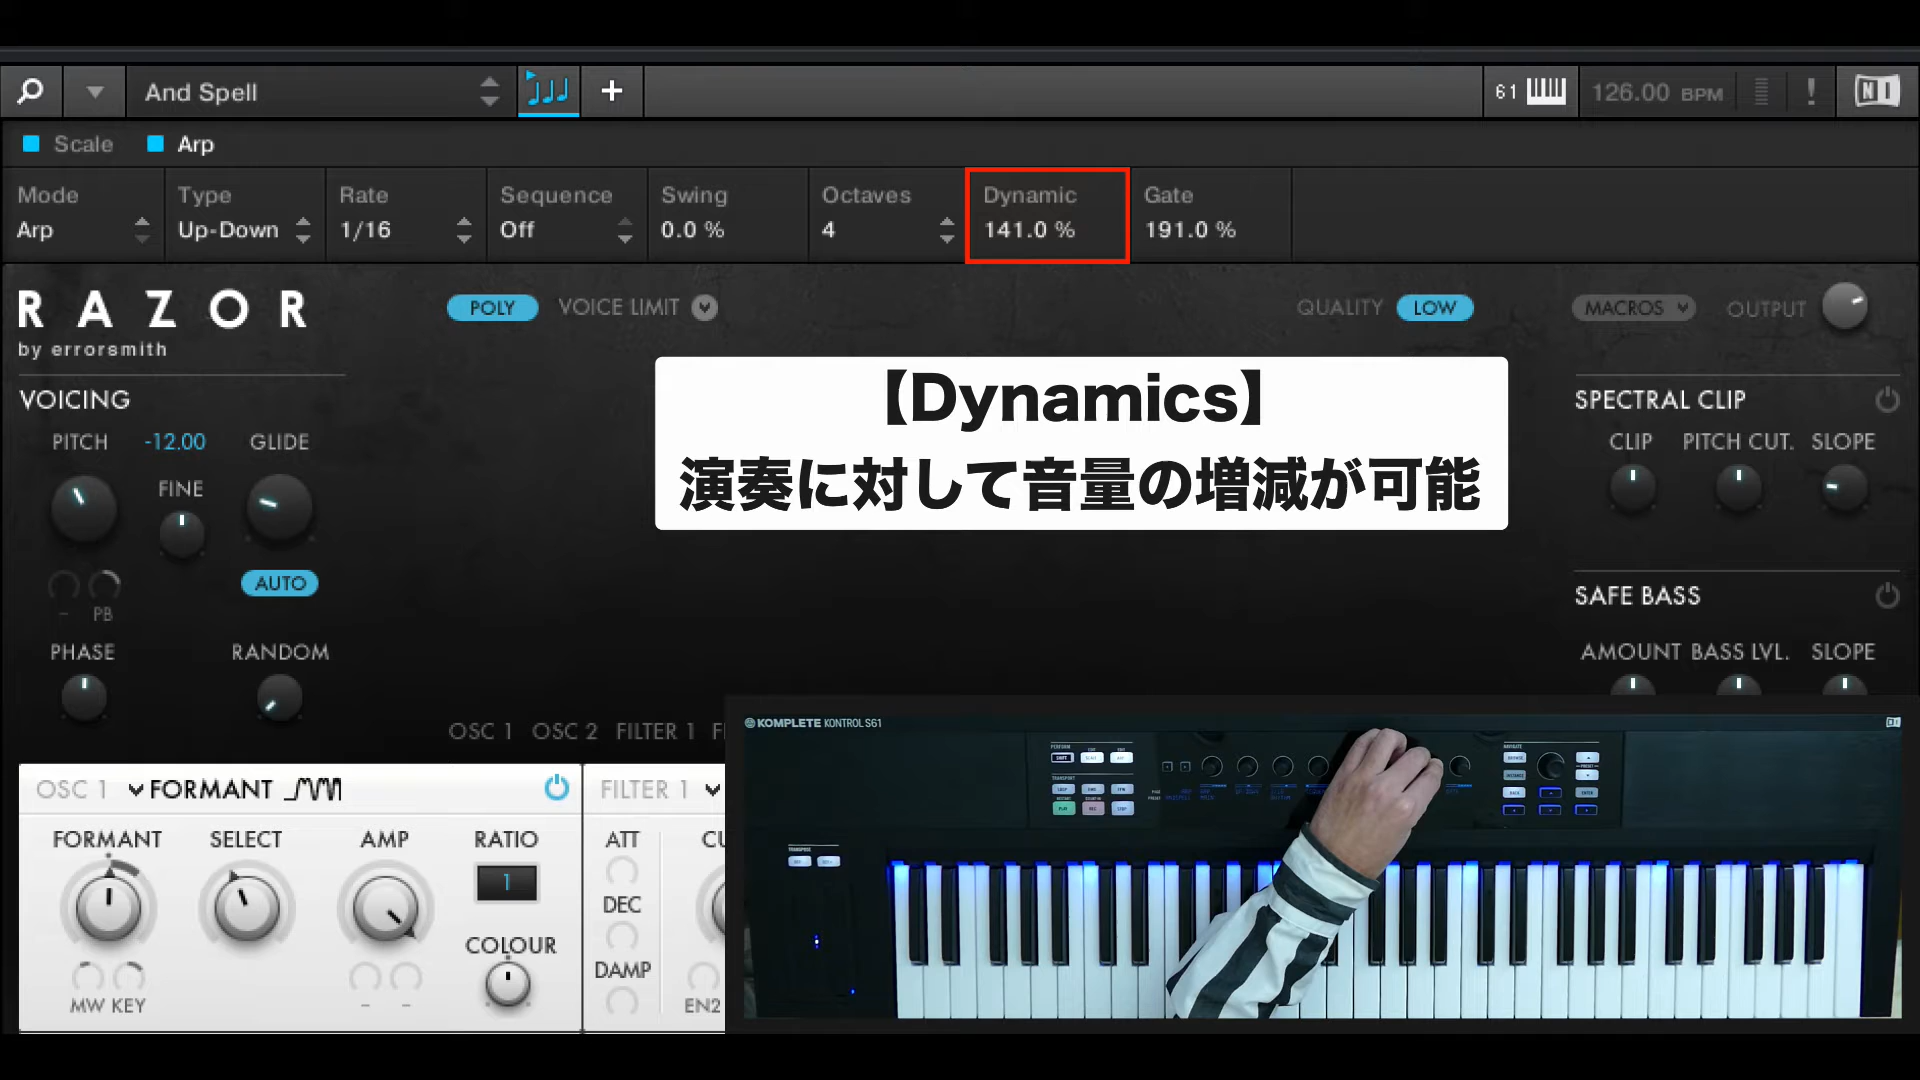 And Spell
61
126.00 BPM
!
NI
Scale
Arp
Mode
Arp
Type
Up-Down
Rate
1/16
Sequence
Off
Swing
0.0 %
Octaves
4
Dynamic
141.0 %
Gate
191.0 %
RAZOR
by errorsmith
POLY
VOICE LIMIT
QUALITY
LOW
MACROS
OUTPUT
【Dynamics】
演奏に対して音量の増減が可能
VOICING
PITCH
-12.00
GLIDE
FINE
AUTO
– PB
PHASE
RANDOM
SPECTRAL CLIP
CLIP
PITCH CUT.
SLOPE
SAFE BASS
AMOUNT
BASS LVL.
SLOPE
OSC 1
OSC 2
FILTER 1
OSC 1
FORMANT
FORMANT
SELECT
AMP
RATIO
1
COLOUR
MW KEY
– –
FILTER 1
ATT
DEC
DAMP
CU
EN2
KOMPLETE KONTROL S61